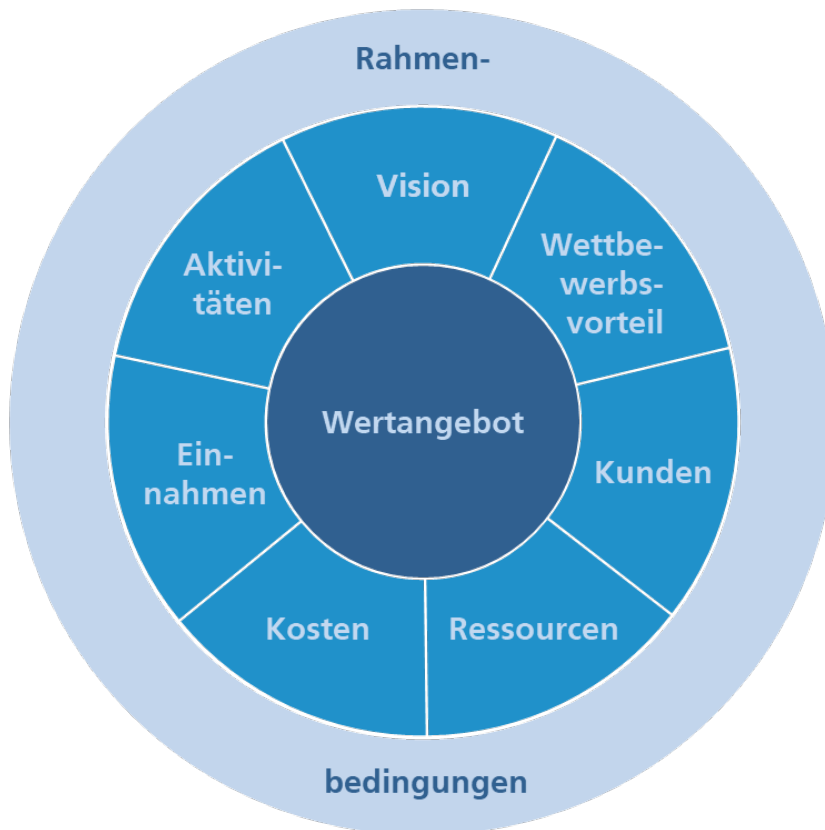 Rahmen-
Vision
Wettbe-
werbs-
vorteil
Kunden
Ressourcen
Kosten
Ein-
nahmen
Aktivi-
täten
Wertangebot
bedingungen